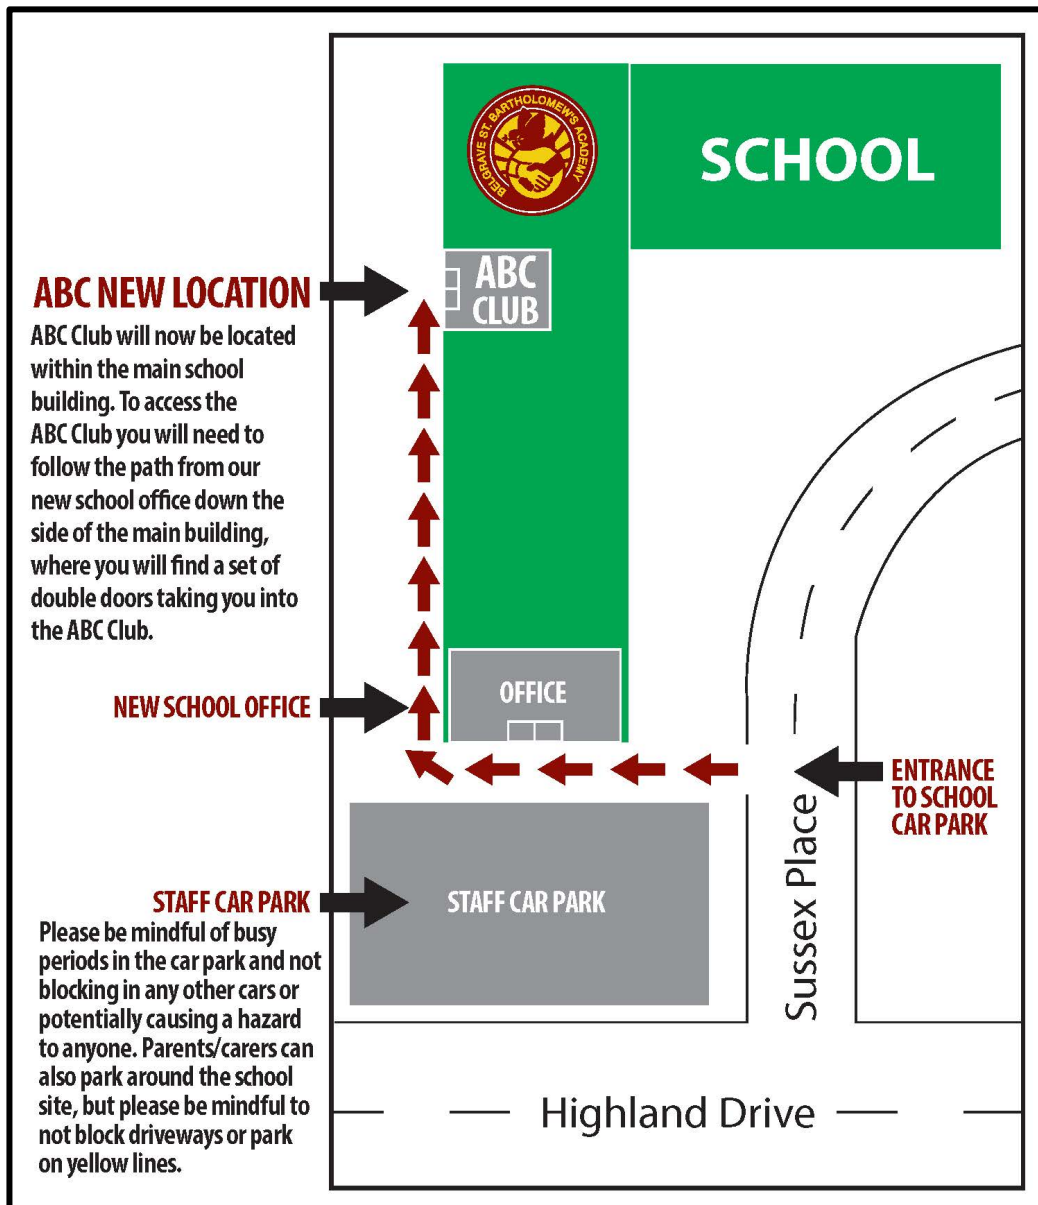 BELGRAVE ST. BARTHOLOMEW'S ACADEMY
SCHOOL
ABC
CLUB
ABC NEW LOCATION
ABC Club will now be located
within the main school
building. To access the
ABC Club you will need to
follow the path from our
new school office down the
side of the main building,
where you will find a set of
double doors taking you into
the ABC Club.
OFFICE
NEW SCHOOL OFFICE
ENTRANCE
TO SCHOOL
CAR PARK
Sussex Place
STAFF CAR PARK
STAFF CAR PARK
Please be mindful of busy
periods in the car park and not
blocking in any other cars or
potentially causing a hazard
to anyone. Parents/carers can
also park around the school
site, but please be mindful to
not block driveways or park
on yellow lines.
Highland Drive